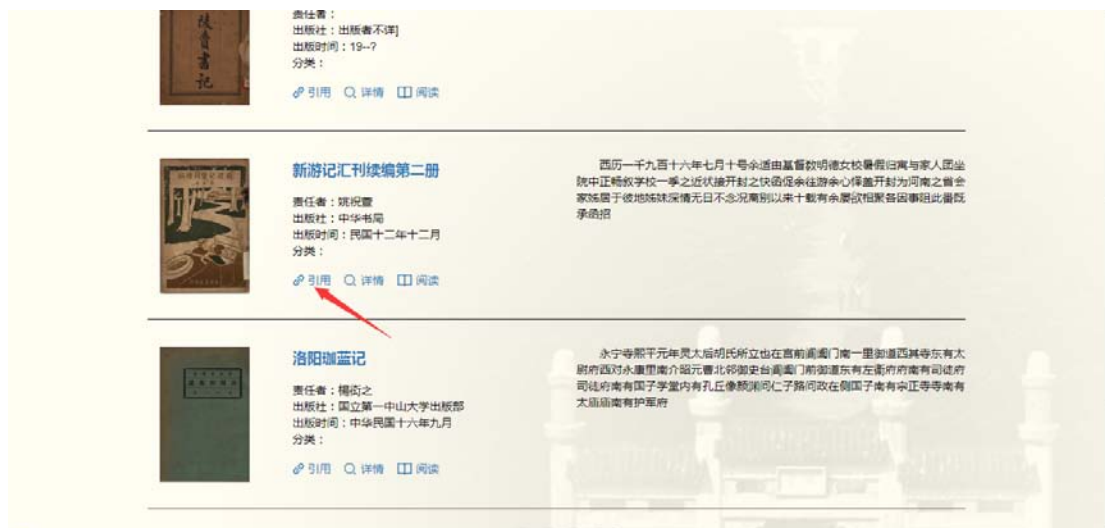 陵賣書记
责任者：
出版社：出版者不详]
出版时间：19--?
分类：
引用 详情 阅读
新游记汇刊续编第二册
责任者：姚祝萱
出版社：中华书局
出版时间：民国十二年十二月
分类：
引用 详情 阅读
西历一千九百十六年七月十号余适由基督教明德女校暑假归寓与家人团坐
院中正畅叙学校一季之近状接开封之快函促余往游余心怿盖开封为河南之省会
家姊居于彼地姊妹深情无日不念况离别以来十载有余屡欲相聚各因事阻此番既
承函招
洛阳珈蓝记
责任者：楊衒之
出版社：国立第一中山大学出版部
出版时间：中华民国十六年九月
分类：
引用 详情 阅读
永宁寺熙平元年灵太后胡氏所立也在宫前阊阖门南一里御道西其寺东有太
尉府西对永康里南介昭元曹北邻御史台阊阖门前御道东有左衞府府南有司徒府
司徒府南有国子学堂内有孔丘像颜渊问仁子路问政在侧国子南有宗正寺寺南有
太庙庙南有护军府